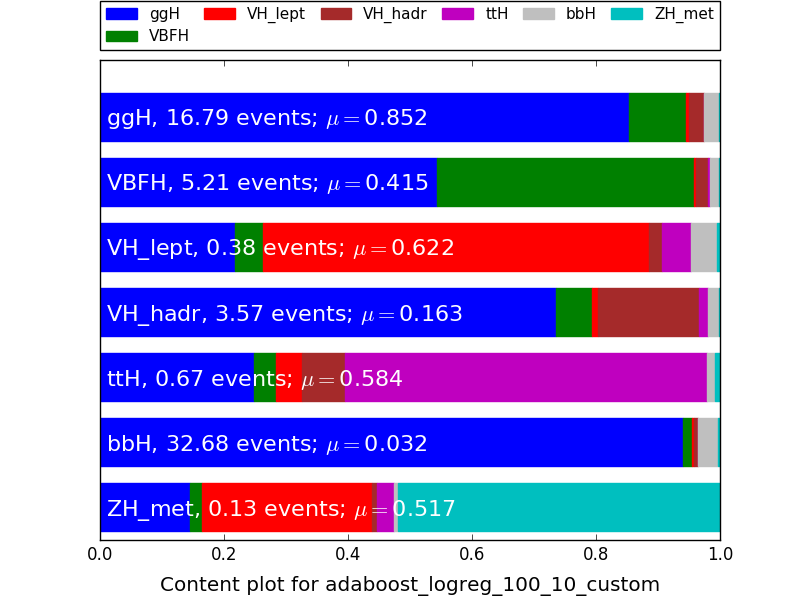 ggH VH_lept VH_hadr ttH bbH ZH_met
VBFH
ggH, 16.79 events; μ = 0.852
VBFH, 5.21 events; μ = 0.415
VH_lept, 0.38 events; μ = 0.622
VH_hadr, 3.57 events; μ = 0.163
ttH, 0.67 events; μ = 0.584
bbH, 32.68 events; μ = 0.032
ZH_met, 0.13 events; μ = 0.517
0.0 0.2 0.4 0.6 0.8 1.0
Content plot for adaboost_logreg_100_10_custom